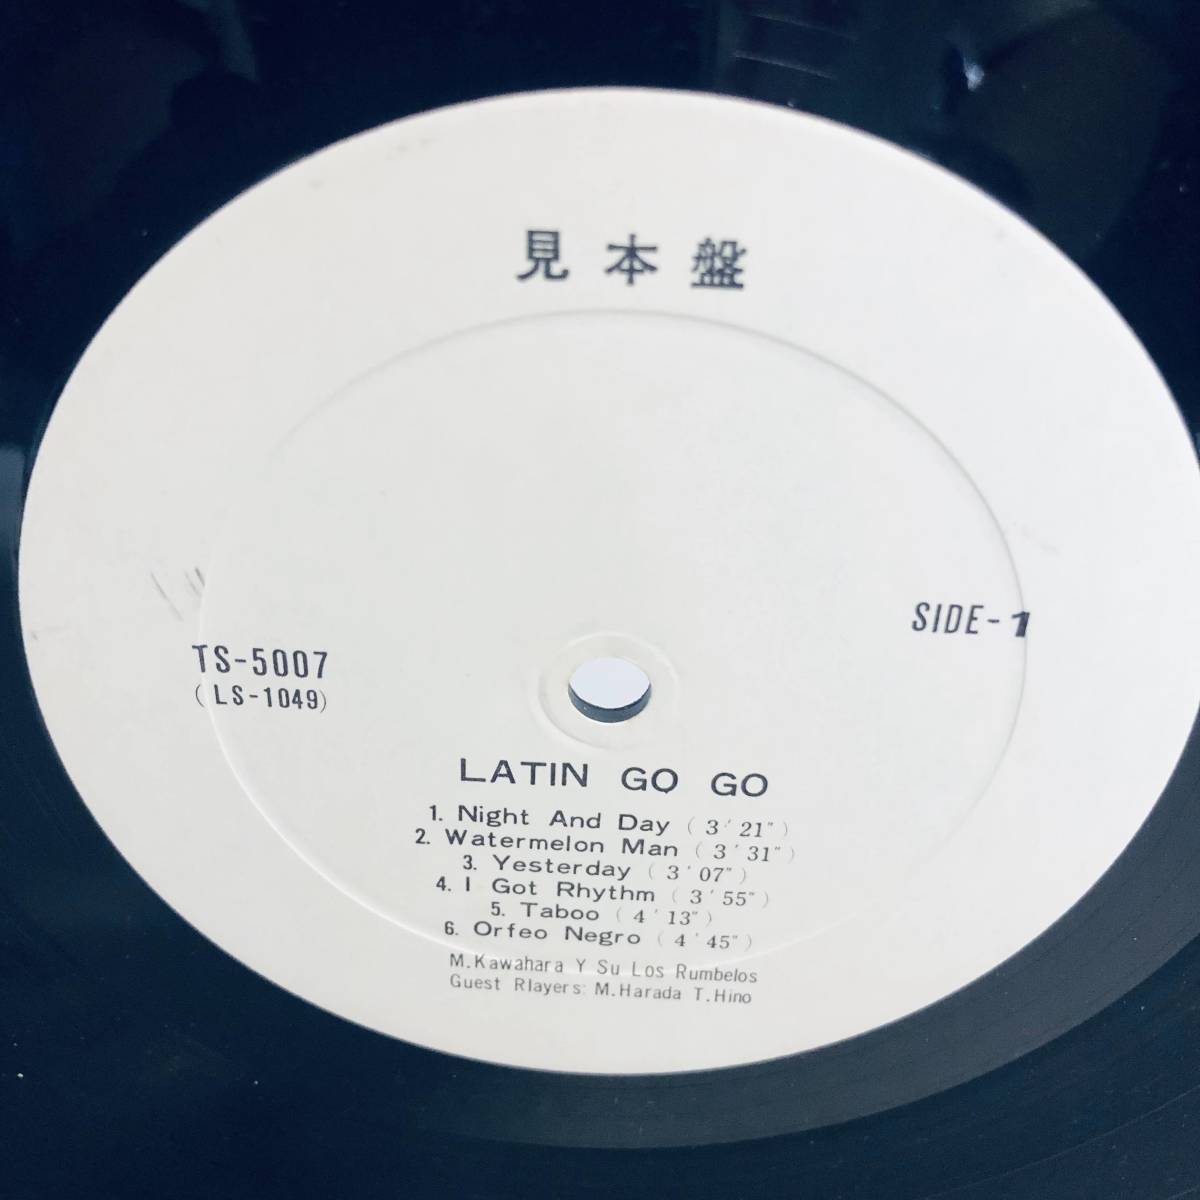 見本盤
SIDE-1
TS-5007
(LS-1049)
LATIN GO GO
1. Night And Day (3'21")
2. Watermelon Man (3'31")
3. Yesterday (3'07")
4. I Got Rhythm (3'55")
5. Taboo (4'13")
6. Orfeo Negro (4'45")
M.Kawahara Y Su Los Rumbelos
Guest Rlayers: M.Harada T.Hino